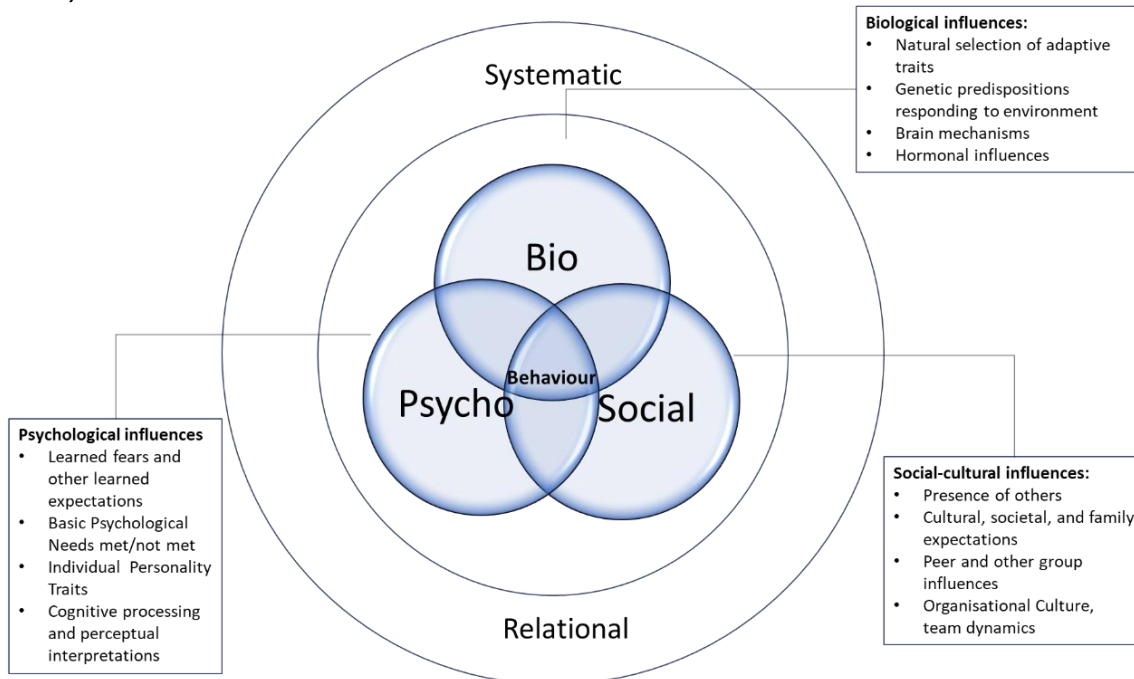 Biological influences:
• Natural selection of adaptive
traits
• Genetic predispositions
responding to environment
• Brain mechanisms
• Hormonal influences
Systematic
Bio
Behaviour
Psycho
Social
Psychological influences
• Learned fears and
other learned
expectations
• Basic Psychological
Needs met/not met
• Individual Personality
Traits
• Cognitive processing
and perceptual
interpretations
Social-cultural influences:
• Presence of others
• Cultural, societal, and family
expectations
• Peer and other group
influences
• Organisational Culture,
team dynamics
Relational